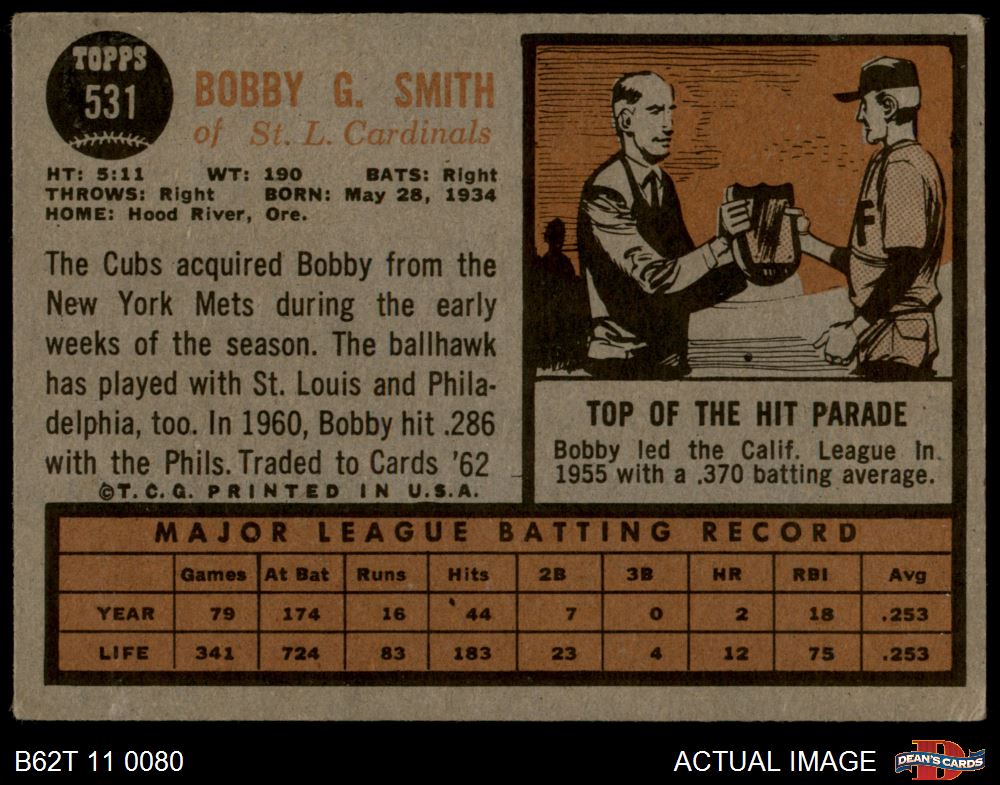 TOPPS
531
BOBBY G. SMITH
of St. L. Cardinals
HT: 5:11 WT: 190 BATS: Right
THROWS: Right BORN: May 28, 1934
HOME: Hood River, Ore.
The Cubs acquired Bobby from the
New York Mets during the early
weeks of the season. The ballhawk
has played with St. Louis and Phila-
delphia, too. In 1960, Bobby hit .286
with the Phils. Traded to Cards '62
©T.C.G. PRINTED IN U.S.A.
F
TOP OF THE HIT PARADE
Bobby led the Calif. League in
1955 with a .370 batting average.
MAJOR LEAGUE BATTING RECORD
Games At Bat Runs Hits 2B 3B HR RBI Avg
YEAR 79 174 16 44 7 0 2 18 .253
LIFE 341 724 83 183 23 4 12 75 .253
B62T 11 0080
ACTUAL IMAGE
D
DEAN'S CARDS